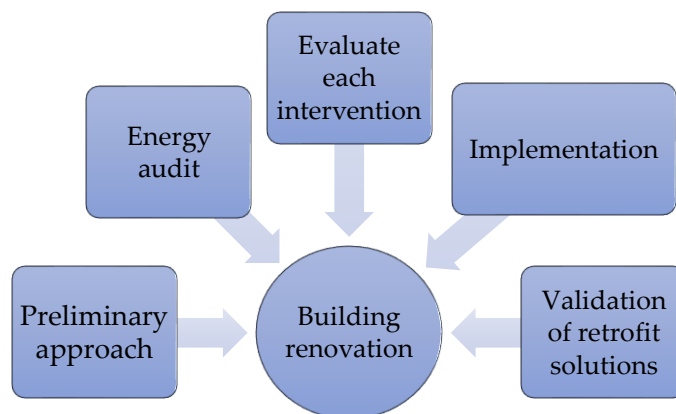 Evaluate
each
intervention
Energy
audit
Implementation
Preliminary
approach
Building
renovation
Validation
of retrofit
solutions